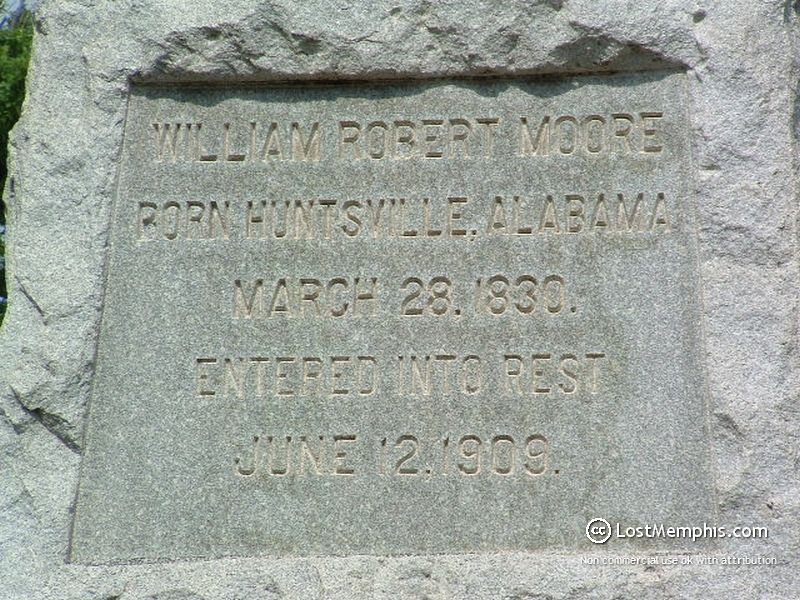 WILLIAM ROBERT MOORE
BORN HUNTSVILLE, ALABAMA
MARCH 28, 1830.
ENTERED INTO REST
JUNE 12, 1909.
cc LostMemphis.com
Non commercial use ok with attribution